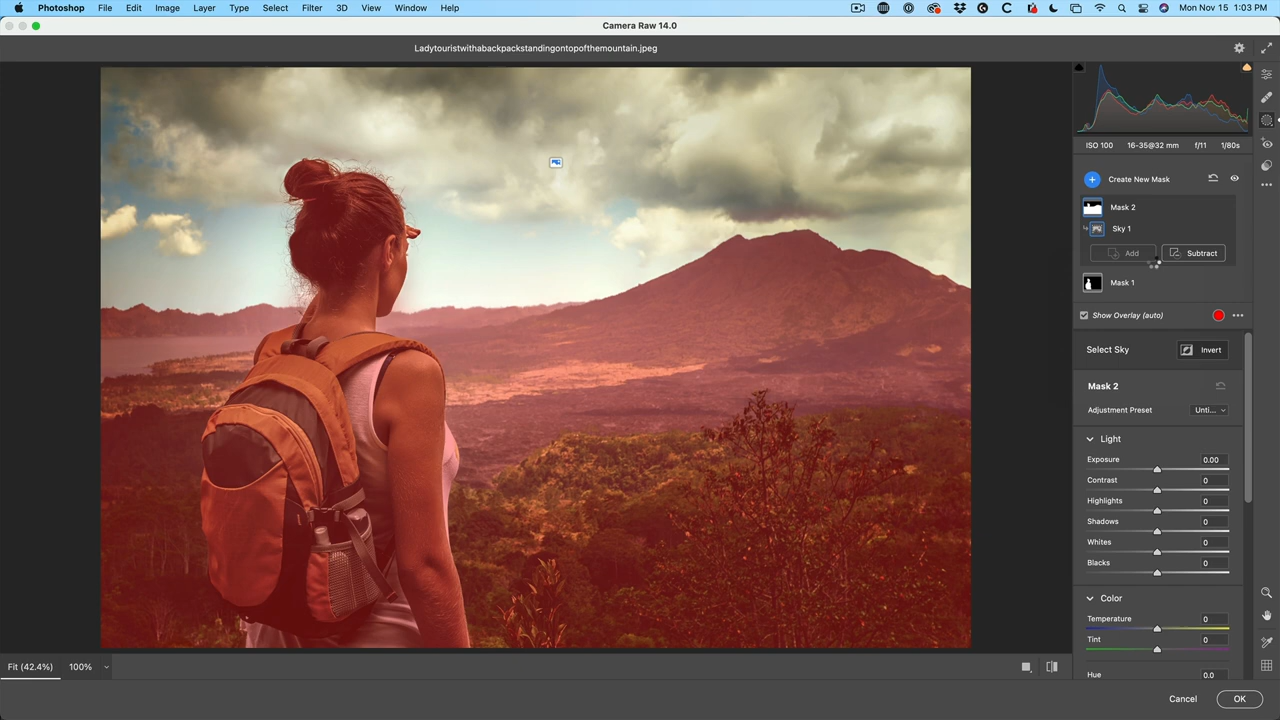 Photoshop File Edit Image Layer Type Select Filter 3D View Window Help Mon Nov 15 1:03 PM
Camera Raw 14.0
Ladytouristwithabackpackstandingontopofthemountain.jpeg
ISO 100 16-35@32 mm f/11 1/80s
Create New Mask
Mask 2
Sky 1
Add Subtract
Mask 1
Show Overlay (auto)
Select Sky Invert
Mask 2
Adjustment Preset Unti...
Light
Exposure 0.00
Contrast 0
Highlights 0
Shadows 0
Whites 0
Blacks 0
Color
Temperature 0
Tint 0
Hue 0.0
Fit (42.4%) 100%
Cancel OK